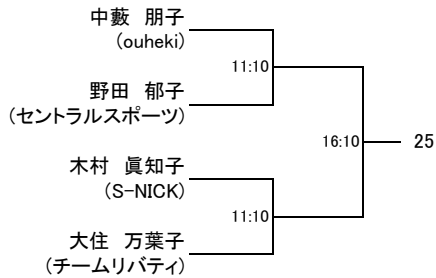 中藪　朋子
(ouheki)
11:10
野田　郁子
(セントラルスポーツ)
16:10
25
木村　眞知子
(S-NICK)
11:10
大住　万葉子
(チームリバティ)